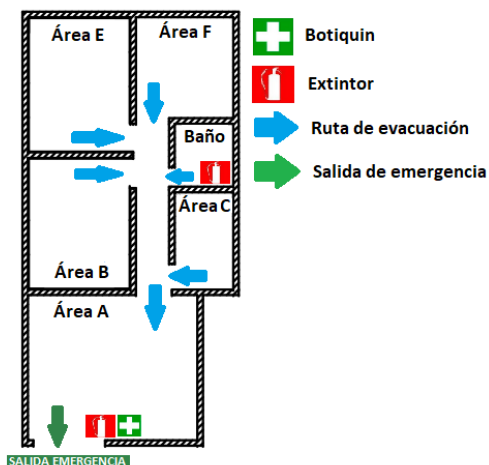 Área E
Área F
Baño
Área C
Área B
Área A
SALIDA EMERGENCIA
Botiquin
Extintor
Ruta de evacuación
Salida de emergencia